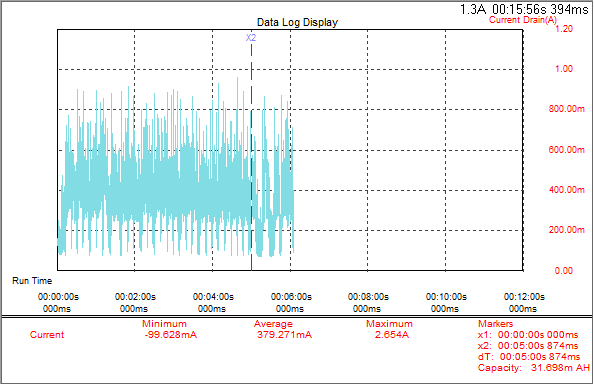 1.3A 00:15:56s 394ms
Data Log Display
Current Drain(A)
X2
1.20
1.00
800.00m
600.00m
400.00m
200.00m
0.00
Run Time
00:00:00s 00:02:00s 00:04:00s 00:06:00s 00:08:00s 00:10:00s 00:12:00s
000ms 000ms 000ms 000ms 000ms 000ms 000ms
Minimum Average Maximum Markers
Current -99.628mA 379.271mA 2.654A x1: 00:00:00s 000ms
x2: 00:05:00s 874ms
dT: 00:05:00s 874ms
Capacity: 31.698m AH